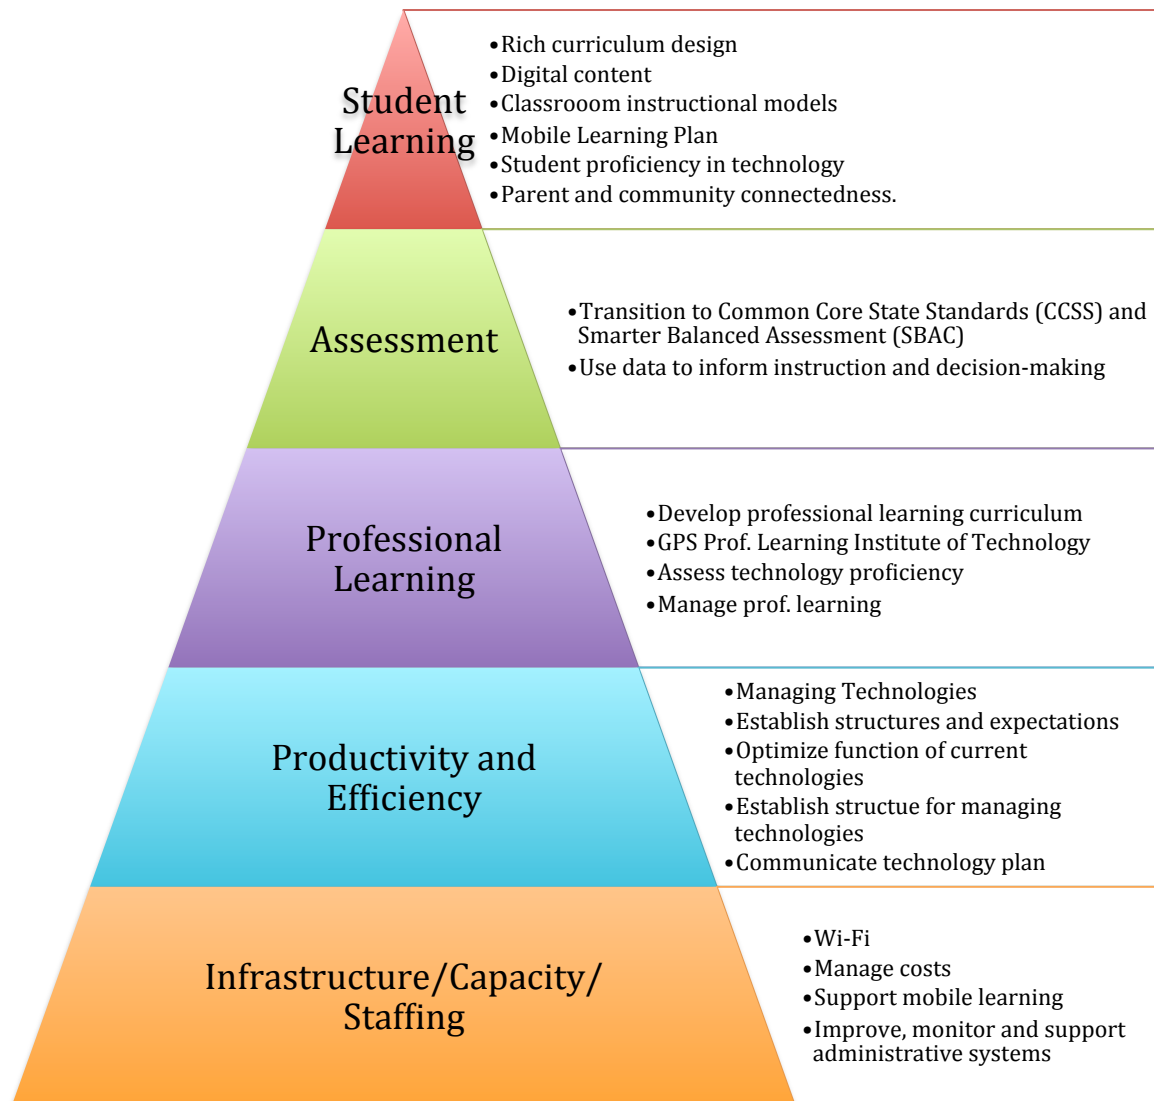 Student
Learning
•Rich curriculum design
•Digital content
•Classrooom instructional models
•Mobile Learning Plan
•Student proficiency in technology
•Parent and community connectedness.
Assessment
•Transition to Common Core State Standards (CCSS) and
Smarter Balanced Assessment (SBAC)
•Use data to inform instruction and decision-making
Professional
Learning
•Develop professional learning curriculum
•GPS Prof. Learning Institute of Technology
•Assess technology proficiency
•Manage prof. learning
Productivity and
Efficiency
•Managing Technologies
•Establish structures and expectations
•Optimize function of current
technologies
•Establish structue for managing
technologies
•Communicate technology plan
Infrastructure/Capacity/
Staffing
•Wi-Fi
•Manage costs
•Support mobile learning
•Improve, monitor and support
administrative systems